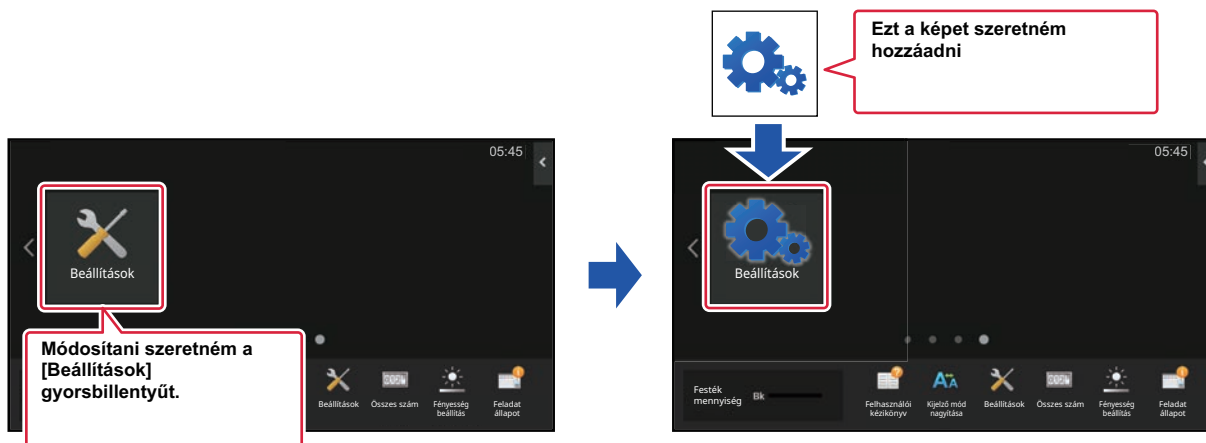 Ezt a képet szeretném
hozzáadni
05:45
Beállítások
Módosítani szeretném a
[Beállítások]
gyorsbillentyűt.
Beállítások
Összes szám
Fényesség
beállítás
Feladat
állapot
05:45
Beállítások
Festék
mennyiség
Bk
Felhasználói
kézikönyv
Kijelző mód
nagyítása
Beállítások
Összes szám
Fényesség
beállítás
Feladat
állapot